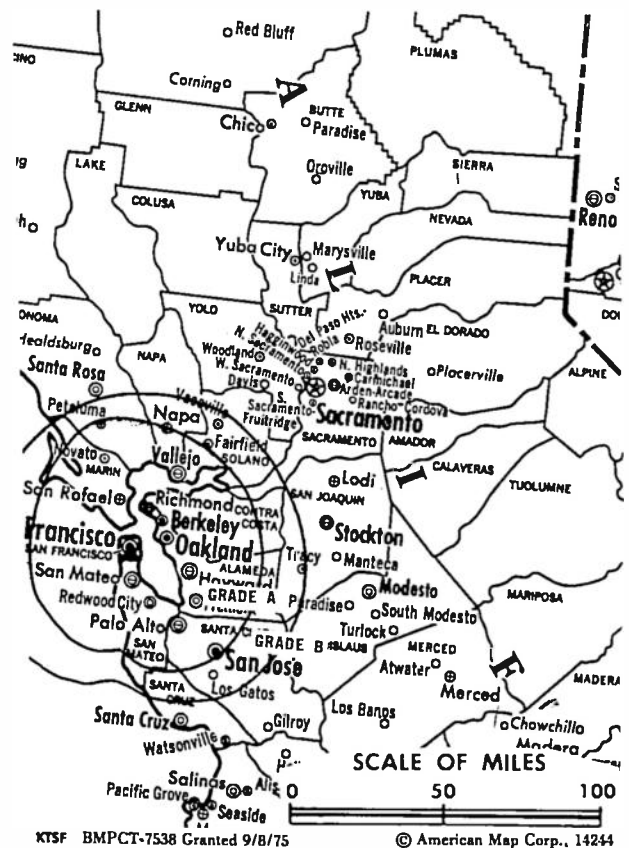 Red Bluff
PLUMAS
Corning
GLENN
A
BUTTE
Chico
Paradise
LAKE
Oroville
SIERRA
COLUSA
YUBA
Reno
NEVADA
Yuba City
Marysville
Linda
L
PLACER
YOLO
SUTTER
Del Paso Hts.
Auburn
EL DORADO
Healdsburg
NAPA
Hagginwood
Robla
Roseville
ALPINE
Santa Rosa
Woodland
N. Sacramento
N. Highlands
W. Sacramento
Carmichael
Placerville
Davis
Arden-Arcade
Petaluma
Napa
Vacaville
S. Sacramento
Rancho Cordova
Sacramento
Fruitridge
Fairfield
SOLANO
SACRAMENTO
AMADOR
Novato
MARIN
Vallejo
Lodi
I
CALAVERAS
SAN JOAQUIN
TUOLUMNE
San Rafael
Richmond
CONTRA COSTA
Berkeley
Stockton
Francisco
SAN FRANCISCO
Oakland
Tracy
Manteca
ALAMEDA
San Mateo
Hayward
Modesto
MARIPOSA
GRADE A
Paradise
Redwood City
South Modesto
Palo Alto
Turlock
SAN MATEO
GRADE B
MERCED
San Jose
Atwater
F
MADERA
SANTA CRUZ
Los Gatos
Merced
Santa Cruz
Gilroy
Los Banos
Chowchillo
Watsonville
Madera
SCALE OF MILES
Salinas
Pacific Grove
Seaside
0 50 100
KTSF BMPCT-7538 Granted 9/8/75
© American Map Corp., 14244